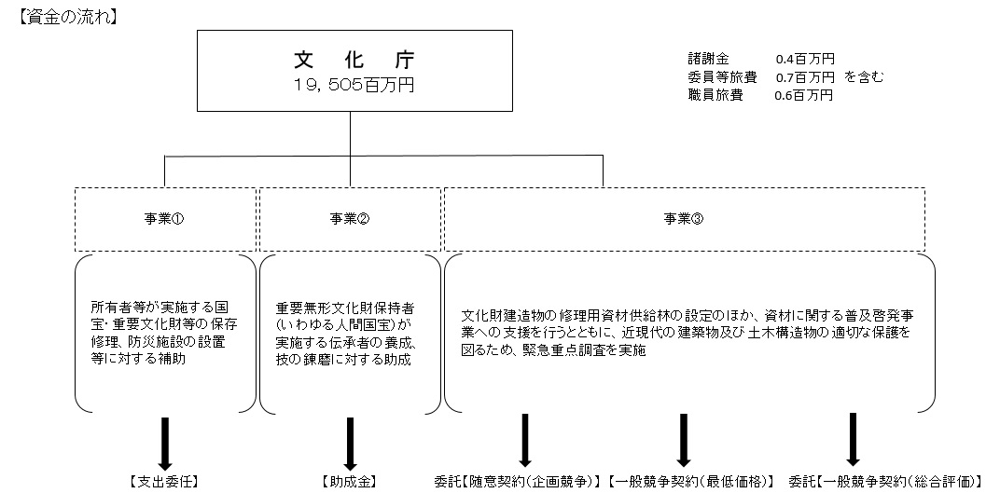 【資金の流れ】
文 化 庁
19,505百万円
諸謝金 0.4百万円
委員等旅費 0.7百万円 を含む
職員旅費 0.6百万円
事業①
事業②
事業③
所有者等が実施する国
宝・重要文化財等の保存
修理、防災施設の設置
等に対する補助
重要無形文化財保持者
(いわゆる人間国宝)が
実施する伝承者の養成、
技の錬磨に対する助成
文化財建造物の修理用資材供給林の設定のほか、資材に関する普及啓発事
業への支援を行うとともに、近現代の建築物及び土木構造物の適切な保護を
図るため、緊急重点調査を実施
【支出委任】
【助成金】
委託【随意契約(企画競争)】
【一般競争契約(最低価格)】
委託【一般競争契約(総合評価)】